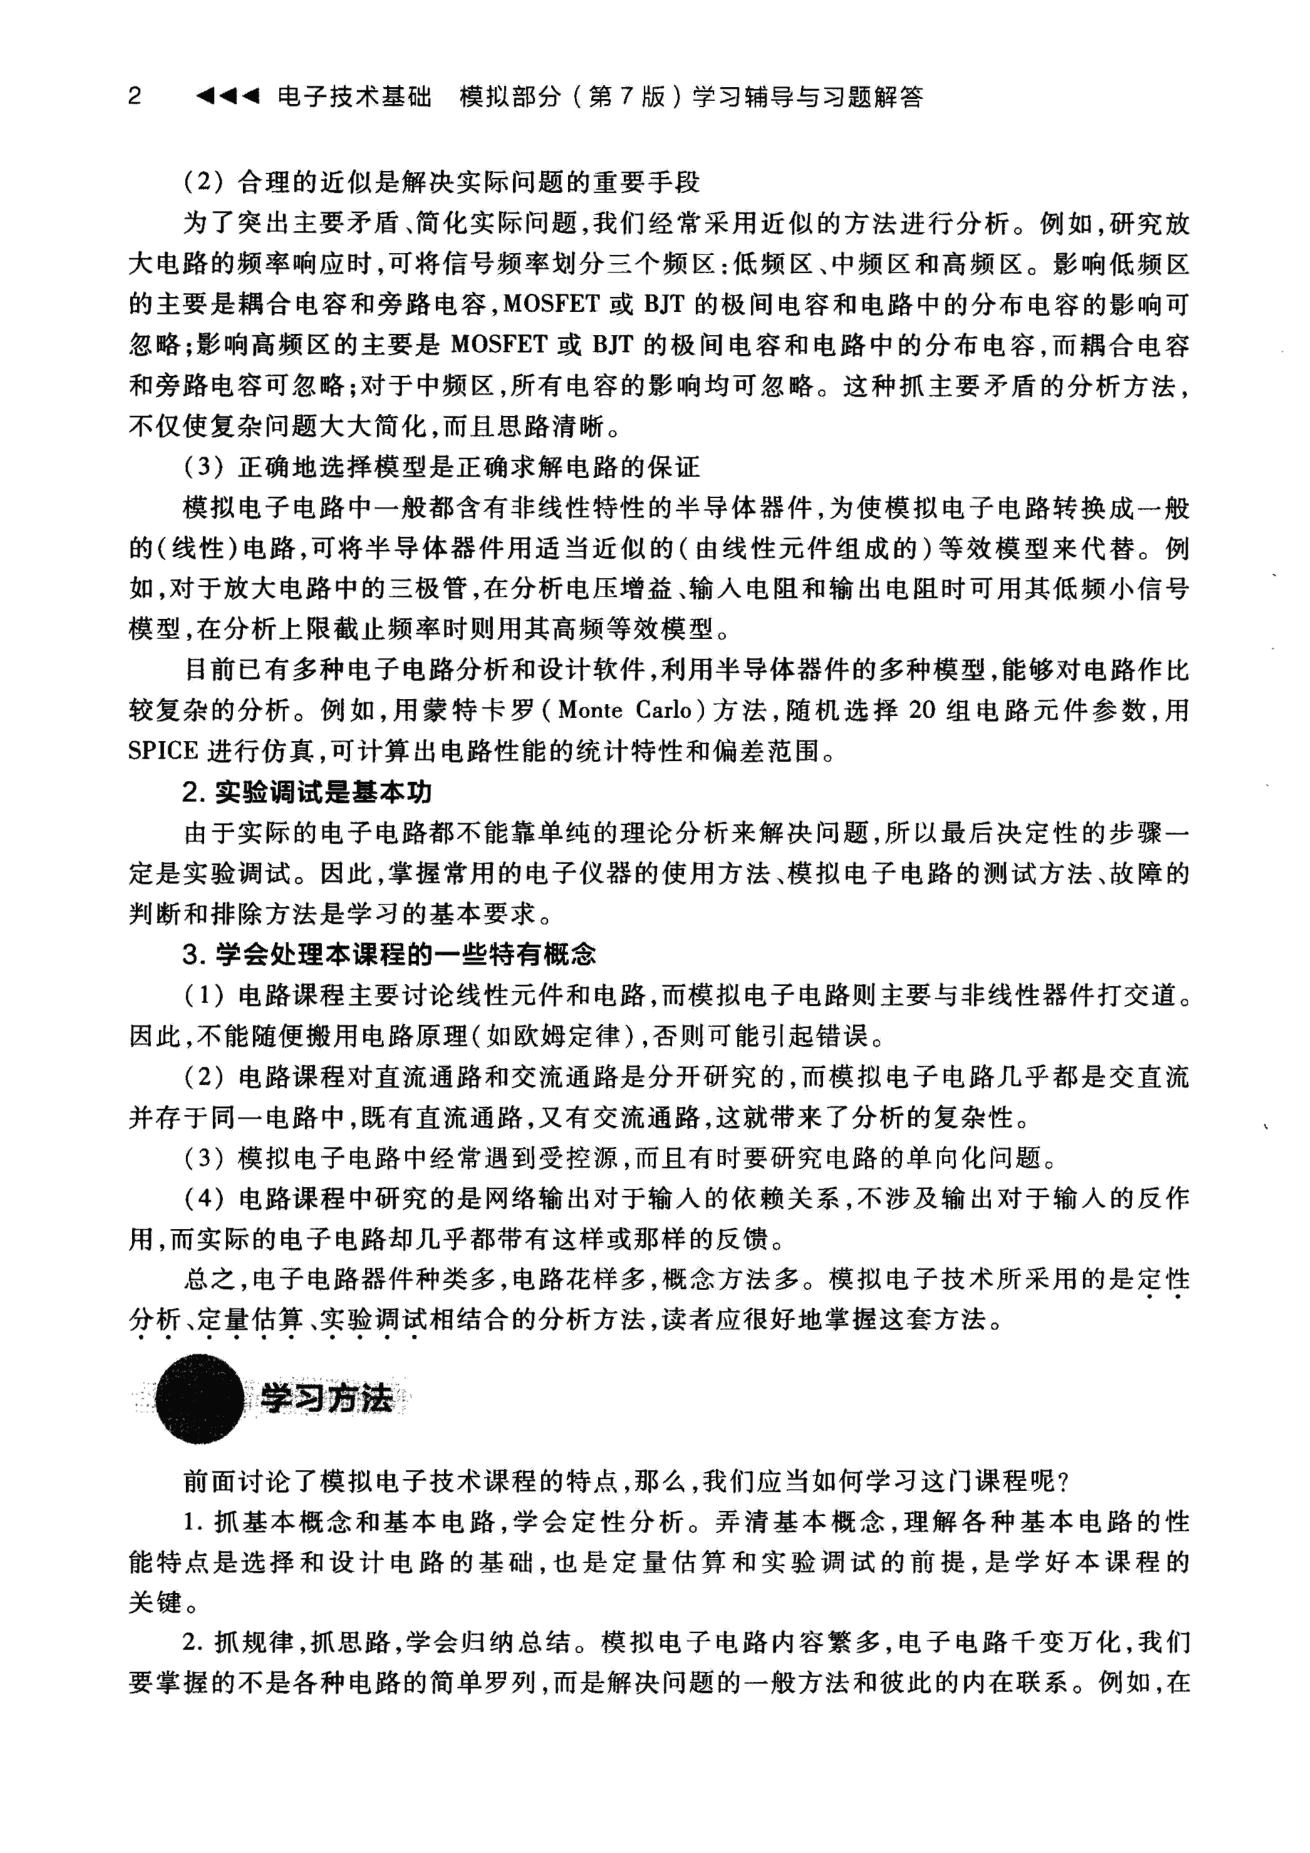 2 ◀◀◀ 电子技术基础 模拟部分(第7版)学习辅导与习题解答
(2) 合理的近似是解决实际问题的重要手段
为了突出主要矛盾、简化实际问题,我们经常采用近似的方法进行分析。例如,研究放
大电路的频率响应时,可将信号频率划分三个频区:低频区、中频区和高频区。影响低频区
的主要是耦合电容和旁路电容,MOSFET 或 BJT 的极间电容和电路中的分布电容的影响可
忽略;影响高频区的主要是 MOSFET 或 BJT 的极间电容和电路中的分布电容,而耦合电容
和旁路电容可忽略;对于中频区,所有电容的影响均可忽略。这种抓主要矛盾的分析方法,
不仅使复杂问题大大简化,而且思路清晰。
(3) 正确地选择模型是正确求解电路的保证
模拟电子电路中一般都含有非线性特性的半导体器件,为使模拟电子电路转换成一般
的(线性)电路,可将半导体器件用适当近似的(由线性元件组成的)等效模型来代替。例
如,对于放大电路中的三极管,在分析电压增益、输入电阻和输出电阻时可用其低频小信号
模型,在分析上限截止频率时则用其高频等效模型。
目前已有多种电子电路分析和设计软件,利用半导体器件的多种模型,能够对电路作比
较复杂的分析。例如,用蒙特卡罗(Monte Carlo)方法,随机选择 20 组电路元件参数,用
SPICE 进行仿真,可计算出电路性能的统计特性和偏差范围。
2. 实验调试是基本功
由于实际的电子电路都不能靠单纯的理论分析来解决问题,所以最后决定性的步骤一
定是实验调试。因此,掌握常用的电子仪器的使用方法、模拟电子电路的测试方法、故障的
判断和排除方法是学习的基本要求。
3. 学会处理本课程的一些特有概念
(1) 电路课程主要讨论线性元件和电路,而模拟电子电路则主要与非线性器件打交道。
因此,不能随便搬用电路原理(如欧姆定律),否则可能引起错误。
(2) 电路课程对直流通路和交流通路是分开研究的,而模拟电子电路几乎都是交直流
并存于同一电路中,既有直流通路,又有交流通路,这就带来了分析的复杂性。
(3) 模拟电子电路中经常遇到受控源,而且有时要研究电路的单向化问题。
(4) 电路课程中研究的是网络输出对于输入的依赖关系,不涉及输出对于输入的反作
用,而实际的电子电路却几乎都带有这样或那样的反馈。
总之,电子电路器件种类多,电路花样多,概念方法多。模拟电子技术所采用的是定性
分析、定量估算、实验调试相结合的分析方法,读者应很好地掌握这套方法。
学习方法
前面讨论了模拟电子技术课程的特点,那么,我们应当如何学习这门课程呢?
1. 抓基本概念和基本电路,学会定性分析。弄清基本概念,理解各种基本电路的性
能特点是选择和设计电路的基础,也是定量估算和实验调试的前提,是学好本课程的
关键。
2. 抓规律,抓思路,学会归纳总结。模拟电子电路内容繁多,电子电路千变万化,我们
要掌握的不是各种电路的简单罗列,而是解决问题的一般方法和彼此的内在联系。例如,在